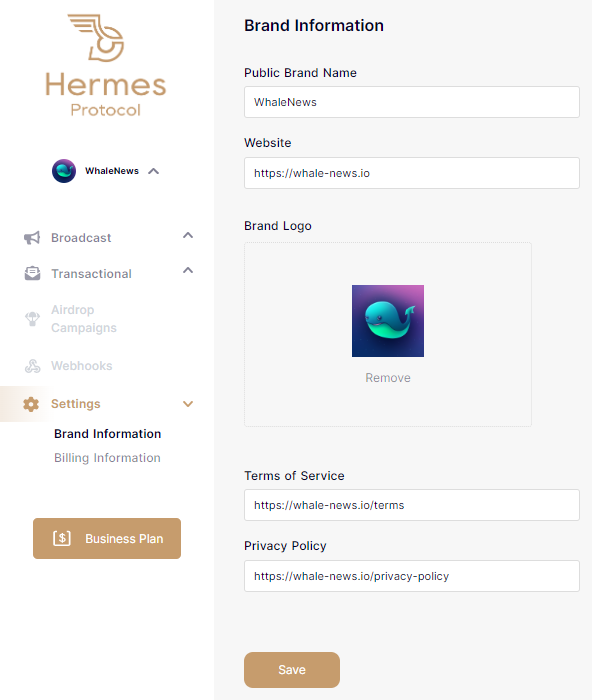 Hermes
Protocol
WhaleNews
Broadcast
Transactional
Airdrop
Campaigns
Webhooks
Settings
Brand Information
Billing Information
Business Plan
Brand Information
Public Brand Name
WhaleNews
Website
https://whale-news.io
Brand Logo
Remove
Terms of Service
https://whale-news.io/terms
Privacy Policy
https://whale-news.io/privacy-policy
Save